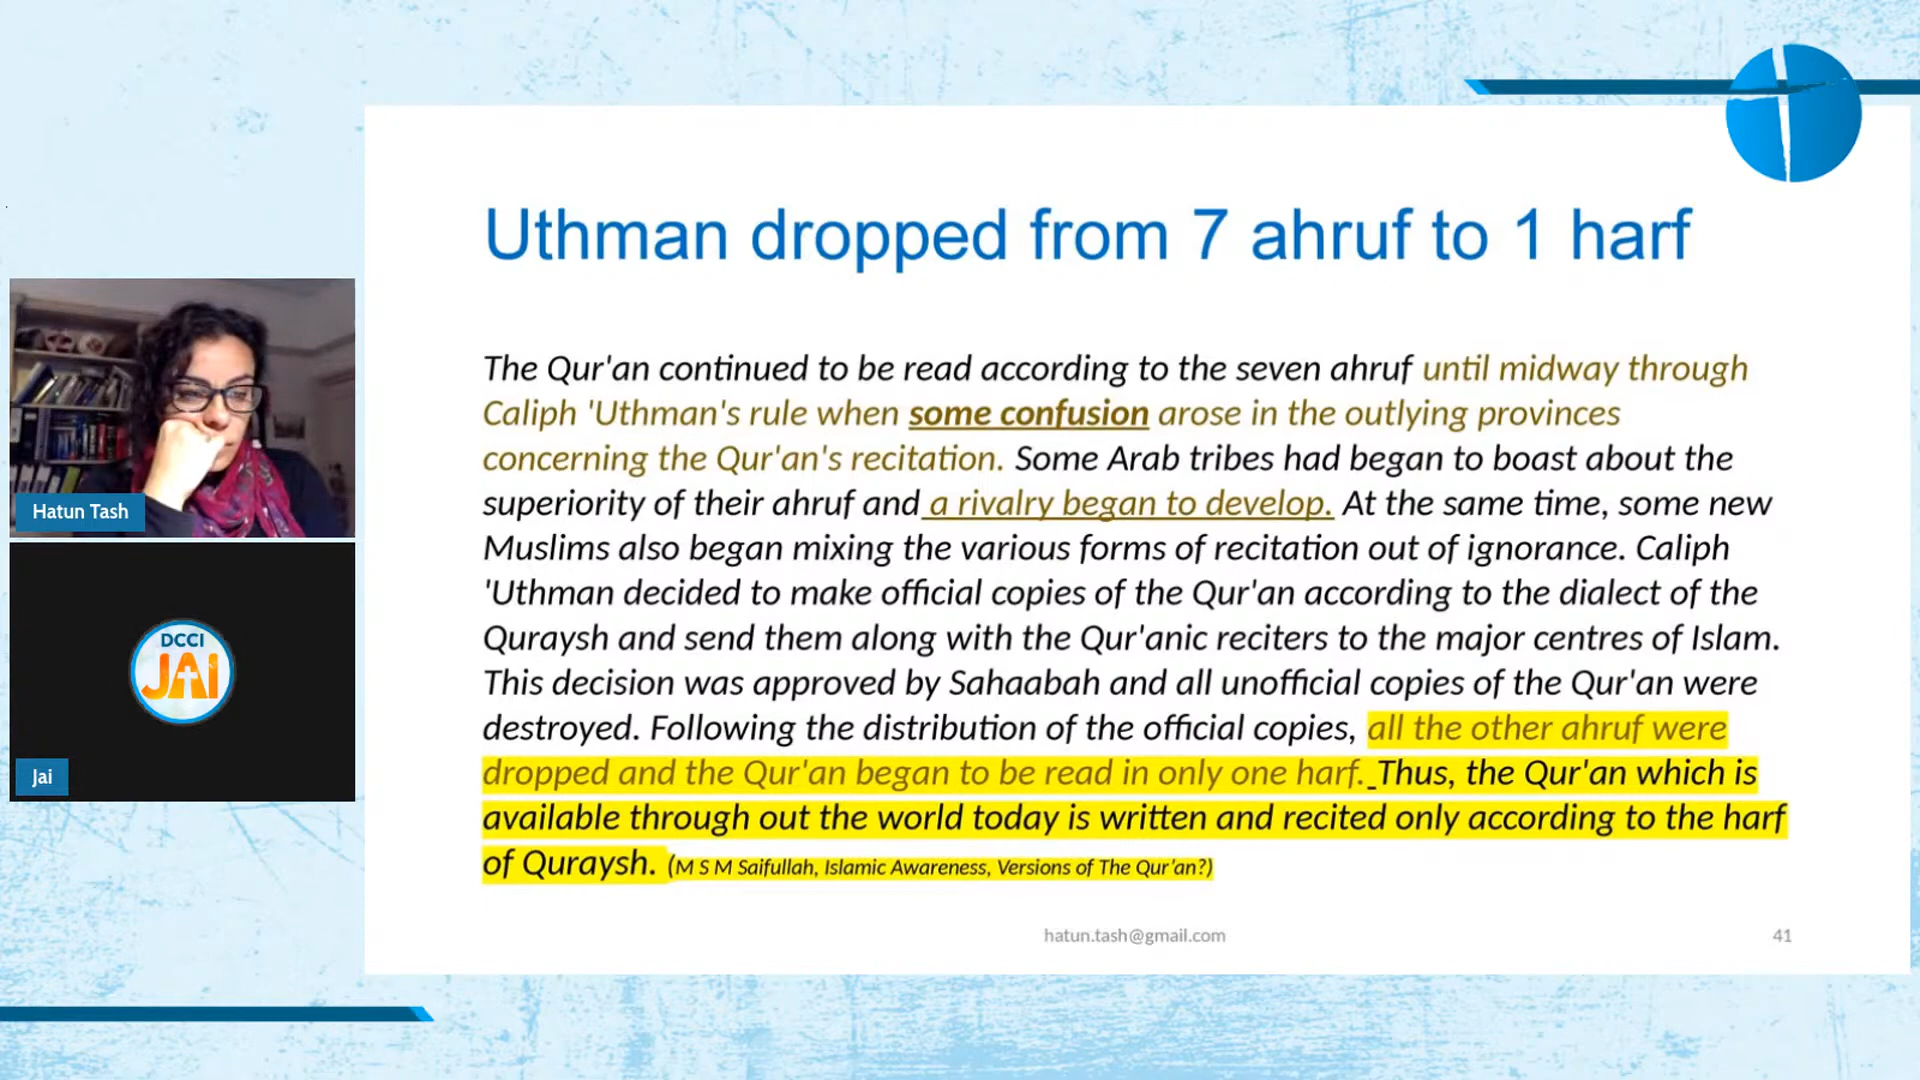 Uthman dropped from 7 ahruf to 1 harf
The Qur'an continued to be read according to the seven ahruf until midway through
Caliph 'Uthman's rule when some confusion arose in the outlying provinces
concerning the Qur'an's recitation. Some Arab tribes had began to boast about the
superiority of their ahruf and a rivalry began to develop. At the same time, some new
Muslims also began mixing the various forms of recitation out of ignorance. Caliph
'Uthman decided to make official copies of the Qur'an according to the dialect of the
Quraysh and send them along with the Qur'anic reciters to the major centres of Islam.
This decision was approved by Sahaabah and all unofficial copies of the Qur'an were
destroyed. Following the distribution of the official copies, all the other ahruf were
dropped and the Qur'an began to be read in only one harf. Thus, the Qur'an which is
available through out the world today is written and recited only according to the harf
of Quraysh. (M S M Saifullah, Islamic Awareness, Versions of The Qur'an?)
hatun.tash@gmail.com
41
Hatun Tash
DCCI
JAI
Jai